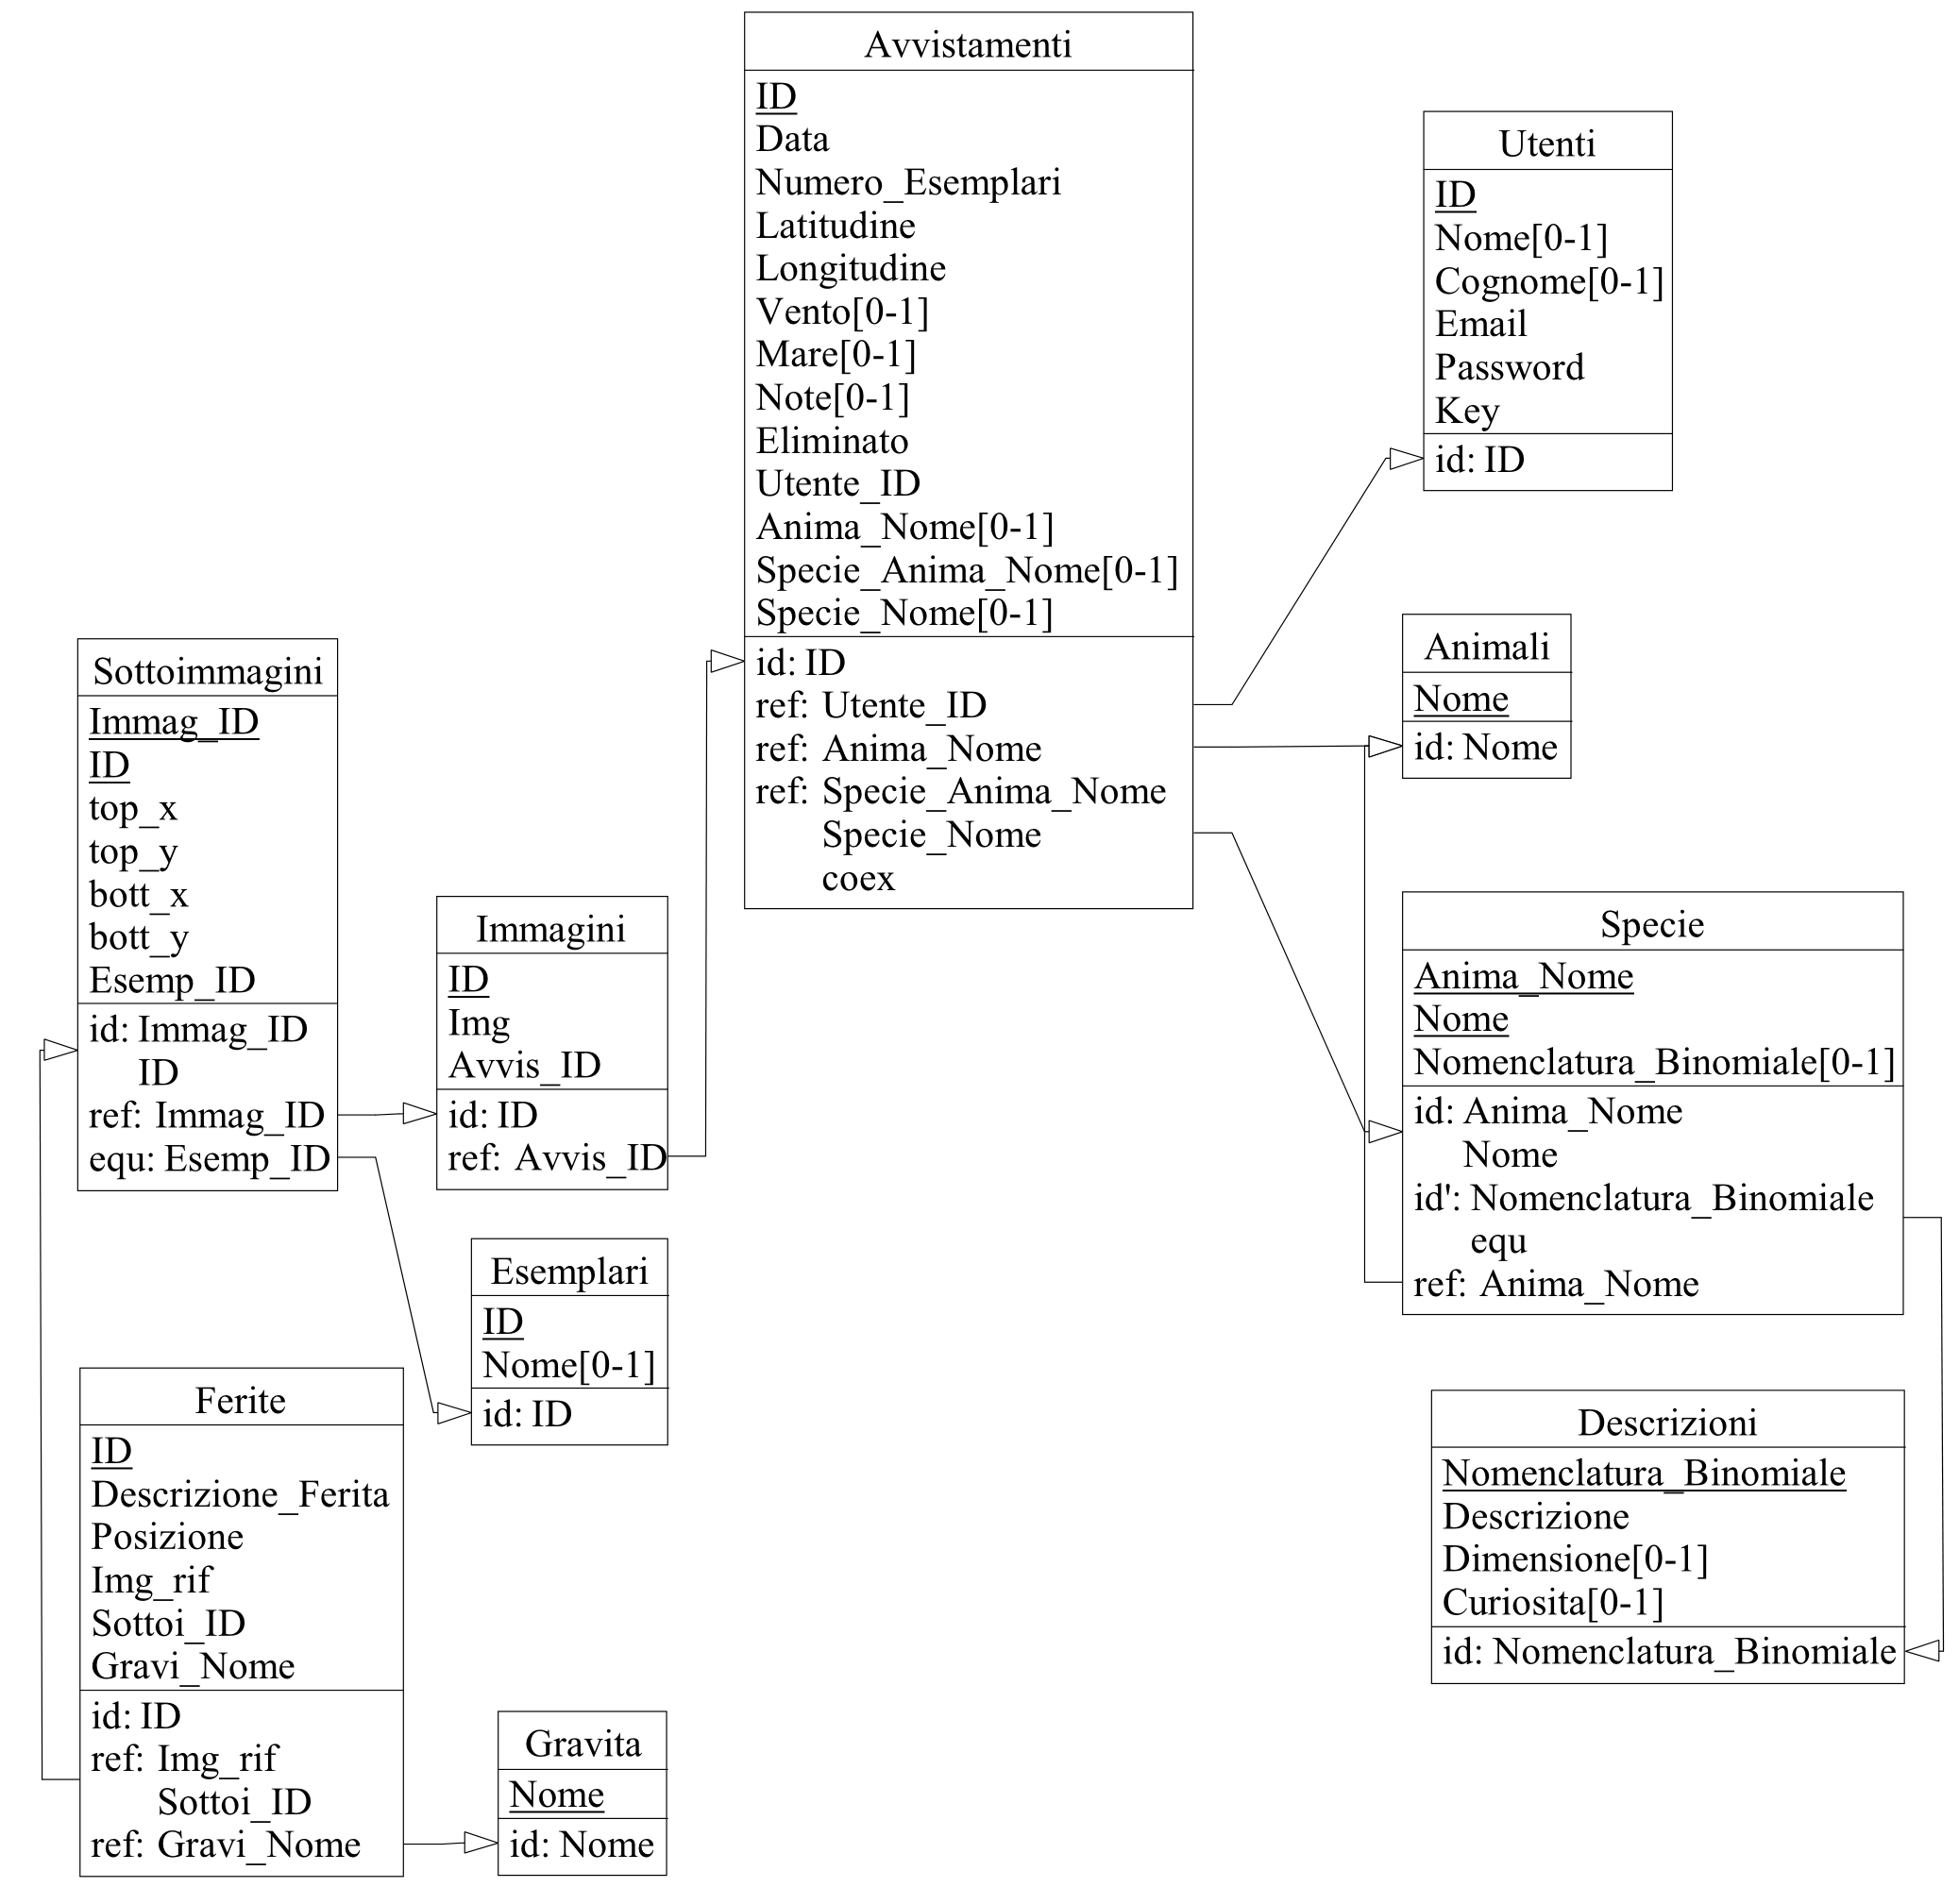 Avvistamenti
ID
Data
Numero_Esemplari
Latitudine
Longitudine
Vento[0-1]
Mare[0-1]
Note[0-1]
Eliminato
Utente_ID
Anima_Nome[0-1]
Specie_Anima_Nome[0-1]
Specie_Nome[0-1]
id: ID
ref: Utente_ID
ref: Anima_Nome
ref: Specie_Anima_Nome
Specie_Nome
coex
Utenti
ID
Nome[0-1]
Cognome[0-1]
Email
Password
Key
id: ID
Animali
Nome
id: Nome
Sottoimmagini
Immag_ID
ID
top_x
top_y
bott_x
bott_y
Esemp_ID
id: Immag_ID
ID
ref: Immag_ID
equ: Esemp_ID
Immagini
ID
Img
Avvis_ID
id: ID
ref: Avvis_ID
Specie
Anima_Nome
Nome
Nomenclatura_Binomiale[0-1]
id: Anima_Nome
Nome
id': Nomenclatura_Binomiale
equ
ref: Anima_Nome
Esemplari
ID
Nome[0-1]
id: ID
Ferite
ID
Descrizione_Ferita
Posizione
Img_rif
Sottoi_ID
Gravi_Nome
id: ID
ref: Img_rif
Sottoi_ID
ref: Gravi_Nome
Descrizioni
Nomenclatura_Binomiale
Descrizione
Dimensione[0-1]
Curiosita[0-1]
id: Nomenclatura_Binomiale
Gravita
Nome
id: Nome